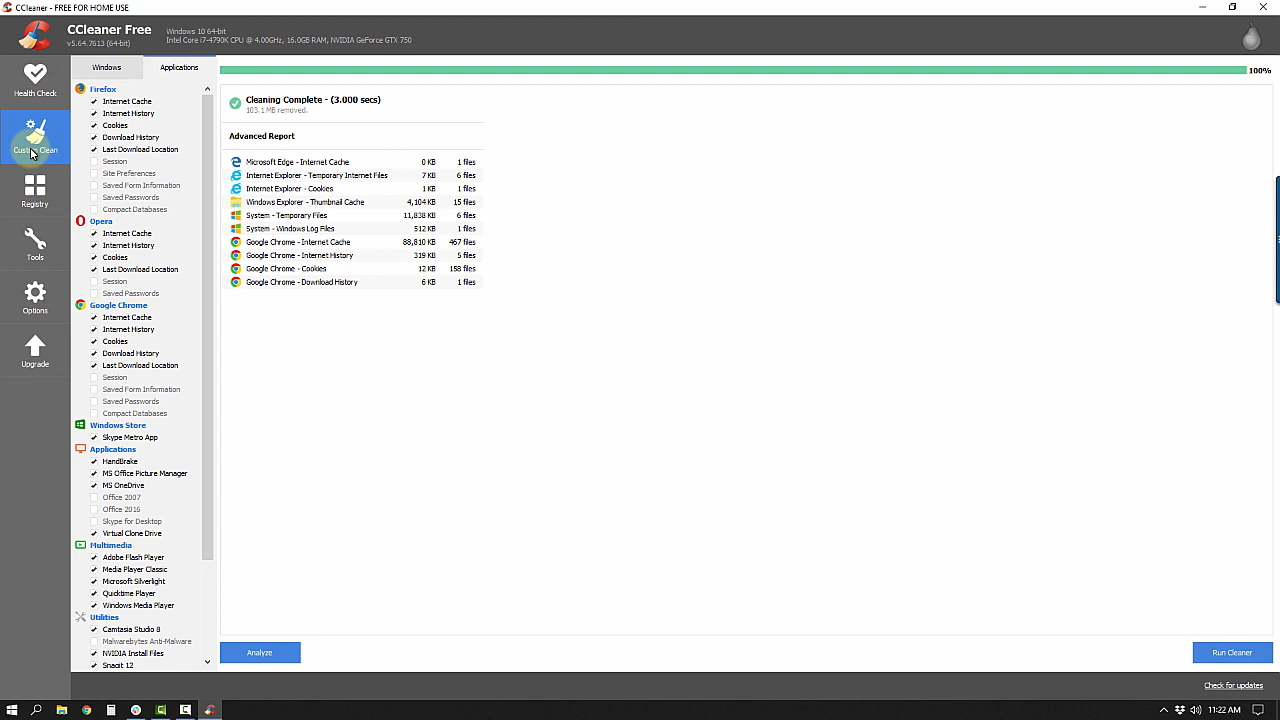 CCleaner - FREE FOR HOME USE
CCleaner Free
v5.64.7613 (64-bit)
Windows 10 64-bit
Intel Core i7-4790K CPU @ 4.00GHz, 16.0GB RAM, NVIDIA GeForce GTX 750
Health Check
Custom Clean
Registry
Tools
Options
Upgrade
Windows
Applications
Firefox
Internet Cache
Internet History
Cookies
Download History
Last Download Location
Session
Site Preferences
Saved Form Information
Saved Passwords
Compact Databases
Opera
Internet Cache
Internet History
Cookies
Last Download Location
Session
Saved Passwords
Google Chrome
Internet Cache
Internet History
Cookies
Download History
Last Download Location
Session
Saved Form Information
Saved Passwords
Compact Databases
Windows Store
Skype Metro App
Applications
HandBrake
MS Office Picture Manager
MS OneDrive
Office 2007
Office 2016
Skype for Desktop
Virtual Clone Drive
Multimedia
Adobe Flash Player
Media Player Classic
Microsoft Silverlight
Quicktime Player
Windows Media Player
Utilities
Camtasia Studio 8
Malwarebytes Anti-Malware
NVIDIA Install Files
Snagit 12
100%
Cleaning Complete - (3.000 secs)
103.1 MB removed.
Advanced Report
Microsoft Edge - Internet Cache 0 KB 1 files
Internet Explorer - Temporary Internet Files 7 KB 6 files
Internet Explorer - Cookies 1 KB 1 files
Windows Explorer - Thumbnail Cache 4,104 KB 15 files
System - Temporary Files 11,838 KB 6 files
System - Windows Log Files 512 KB 1 files
Google Chrome - Internet Cache 88,810 KB 467 files
Google Chrome - Internet History 319 KB 5 files
Google Chrome - Cookies 12 KB 158 files
Google Chrome - Download History 6 KB 1 files
Analyze
Run Cleaner
Check for updates
11:22 AM